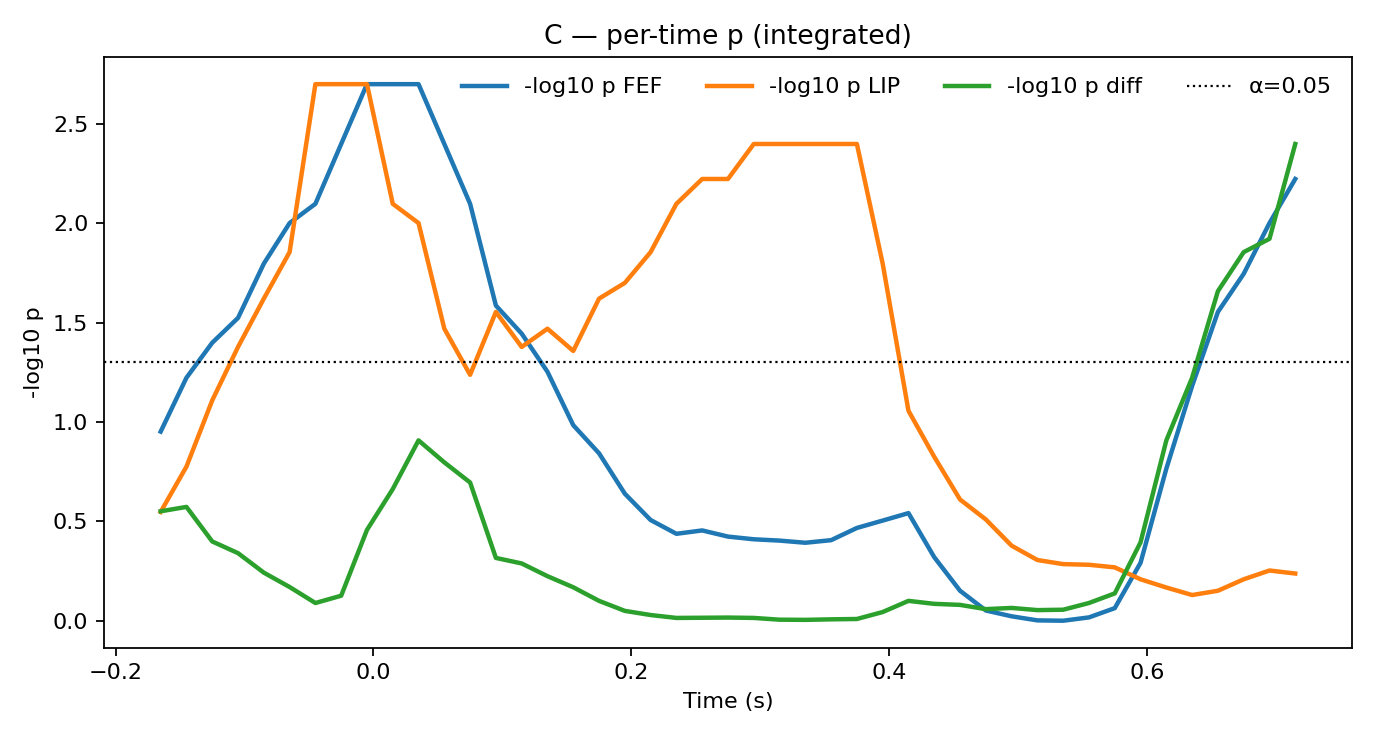 C — per-time p (integrated)
-log10 p FEF
-log10 p LIP
-log10 p diff
α=0.05
-log10 p
2.5
2.0
1.5
1.0
0.5
0.0
−0.2
0.0
0.2
0.4
0.6
Time (s)